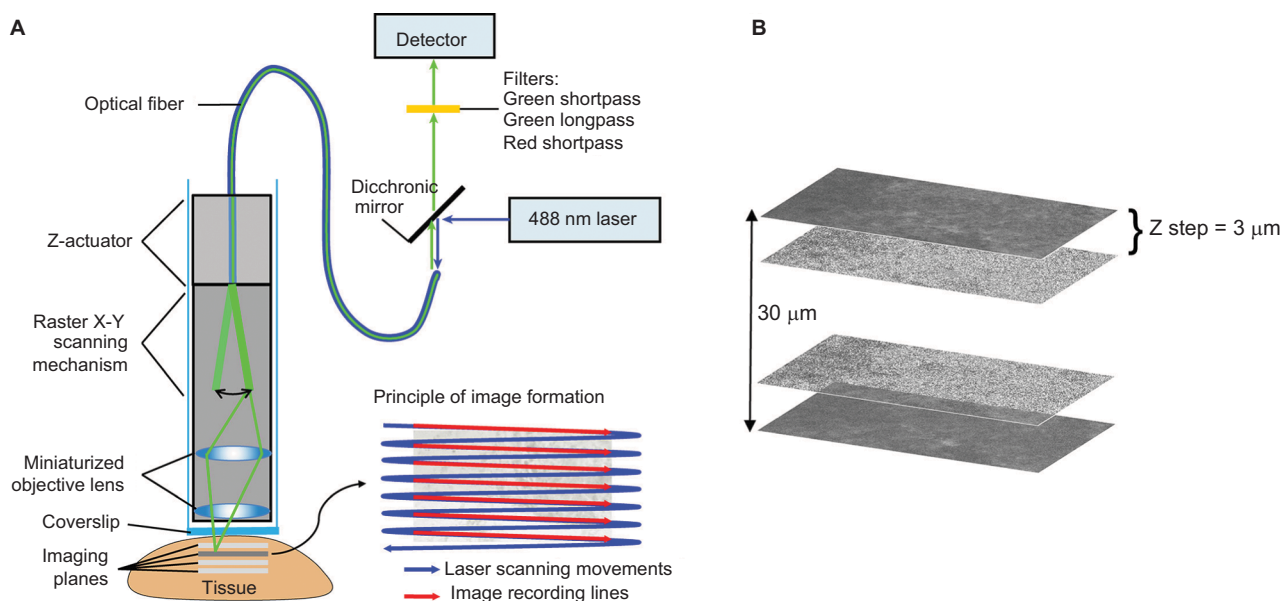 A
Detector
Filters:
Green shortpass
Green longpass
Red shortpass
Optical fiber
Dicchronic
mirror
488 nm laser
Z-actuator
Raster X-Y
scanning
mechanism
Principle of image formation
Miniaturized
objective lens
Coverslip
Imaging
planes
Tissue
Laser scanning movements
Image recording lines
B
Z step = 3 μm
30 μm